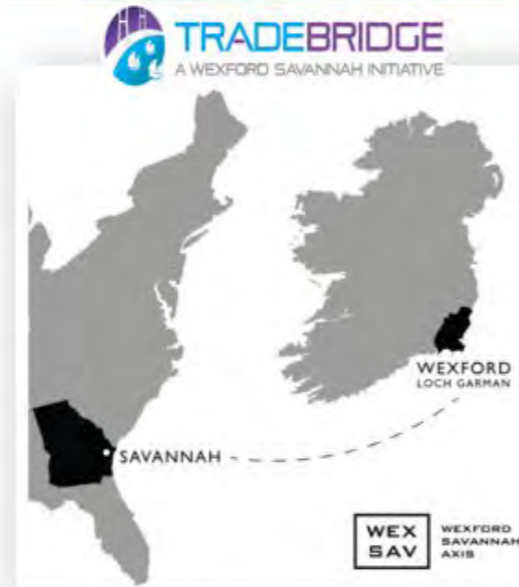 TRADEBRIDGE
A WEXFORD SAVANNAH INITIATIVE
WEXFORD
LOCH GARMAN
SAVANNAH
WEX
SAV
WEXFORD
SAVANNAH
AXIS